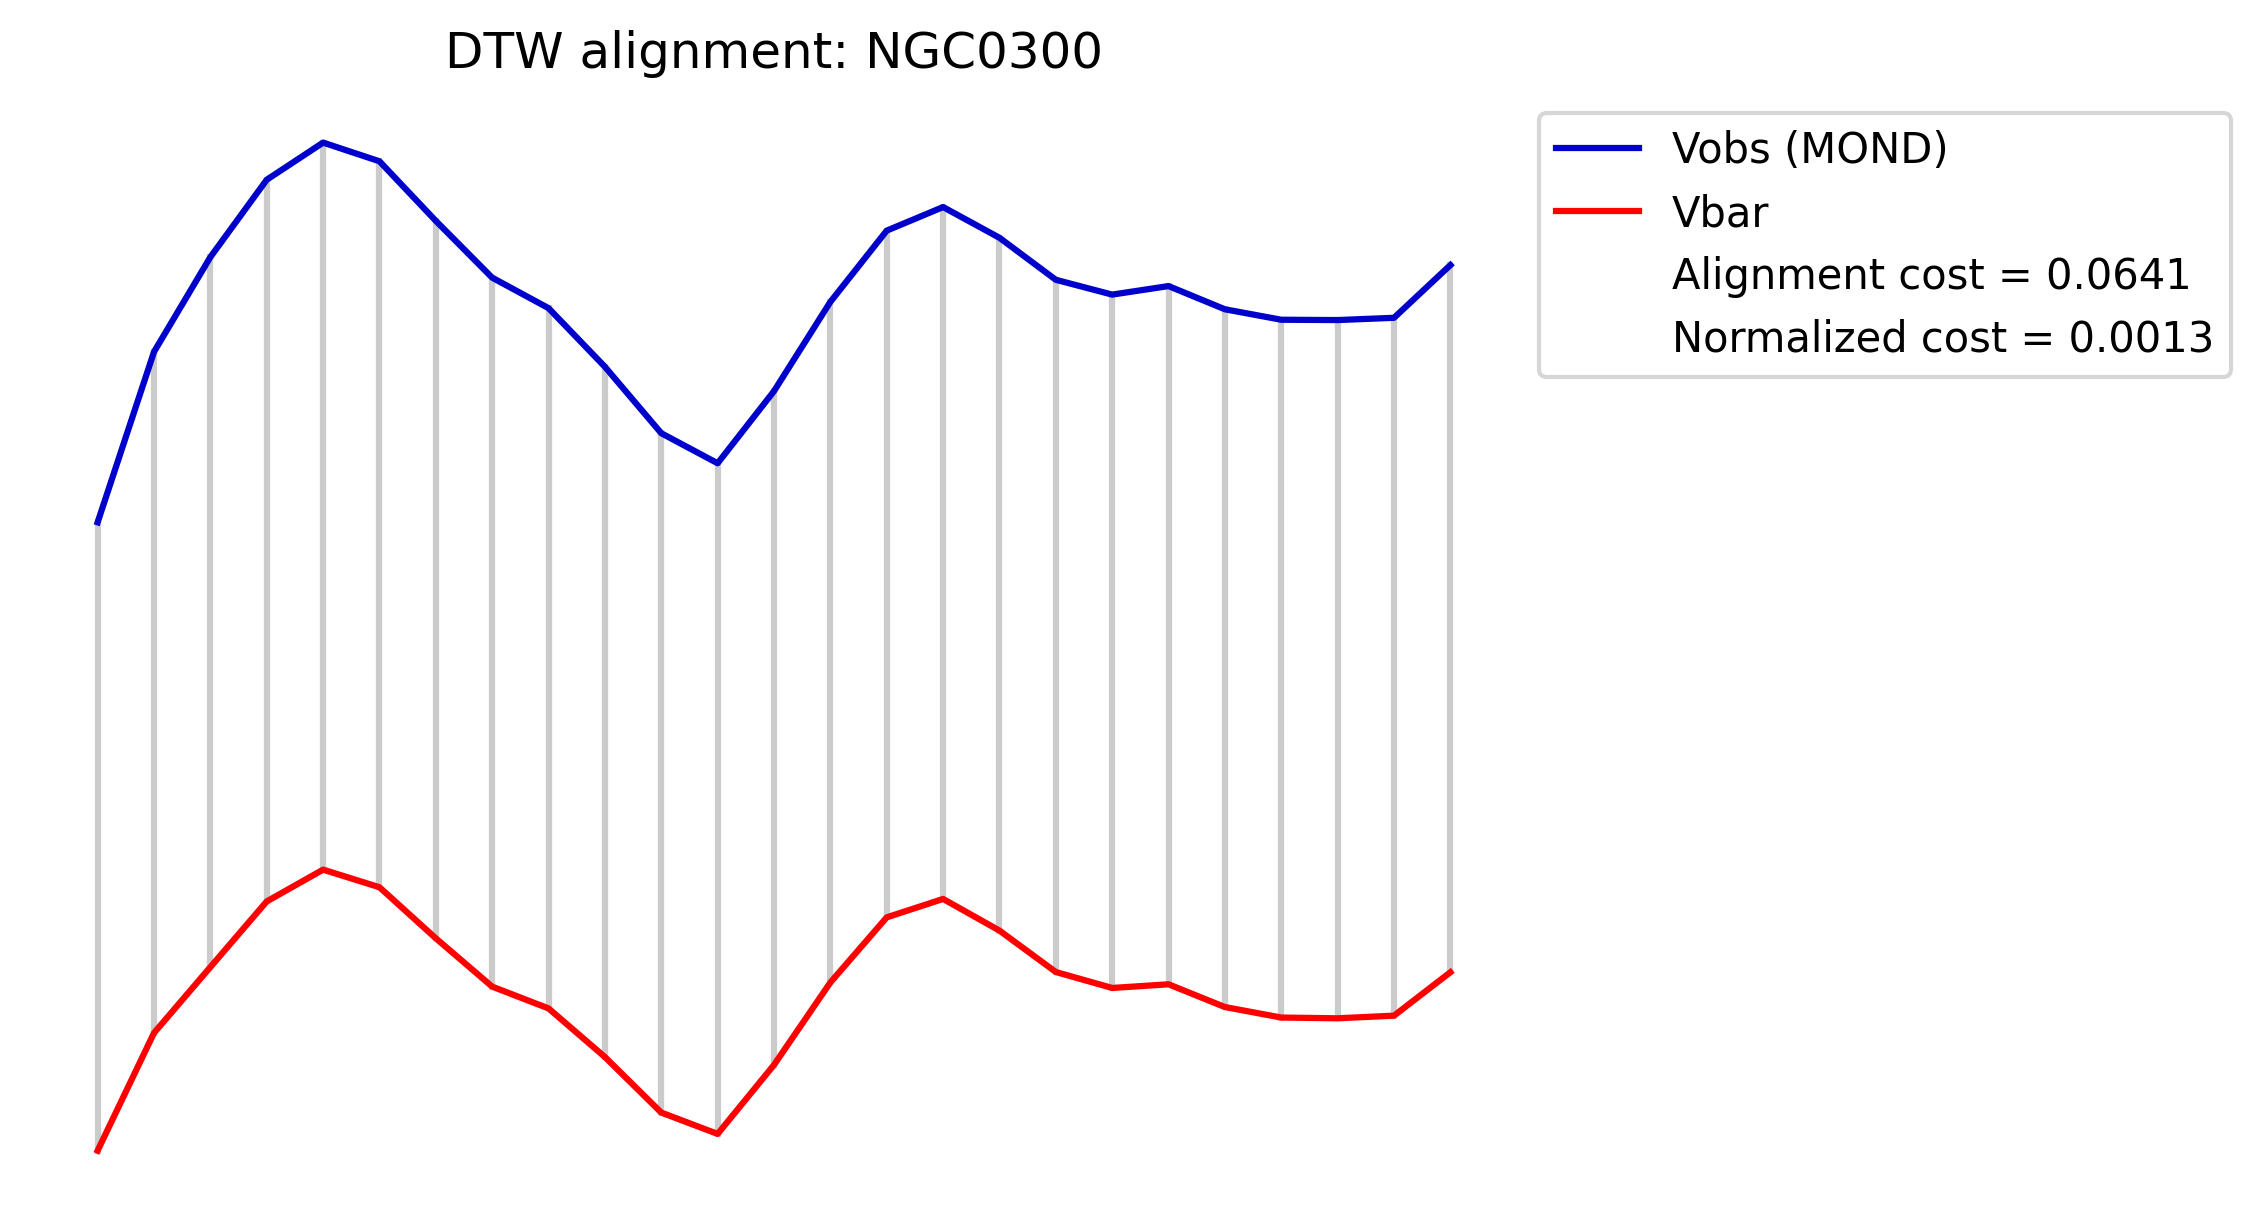 DTW alignment: NGC0300
Vobs (MOND)
Vbar
Alignment cost = 0.0641
Normalized cost = 0.0013